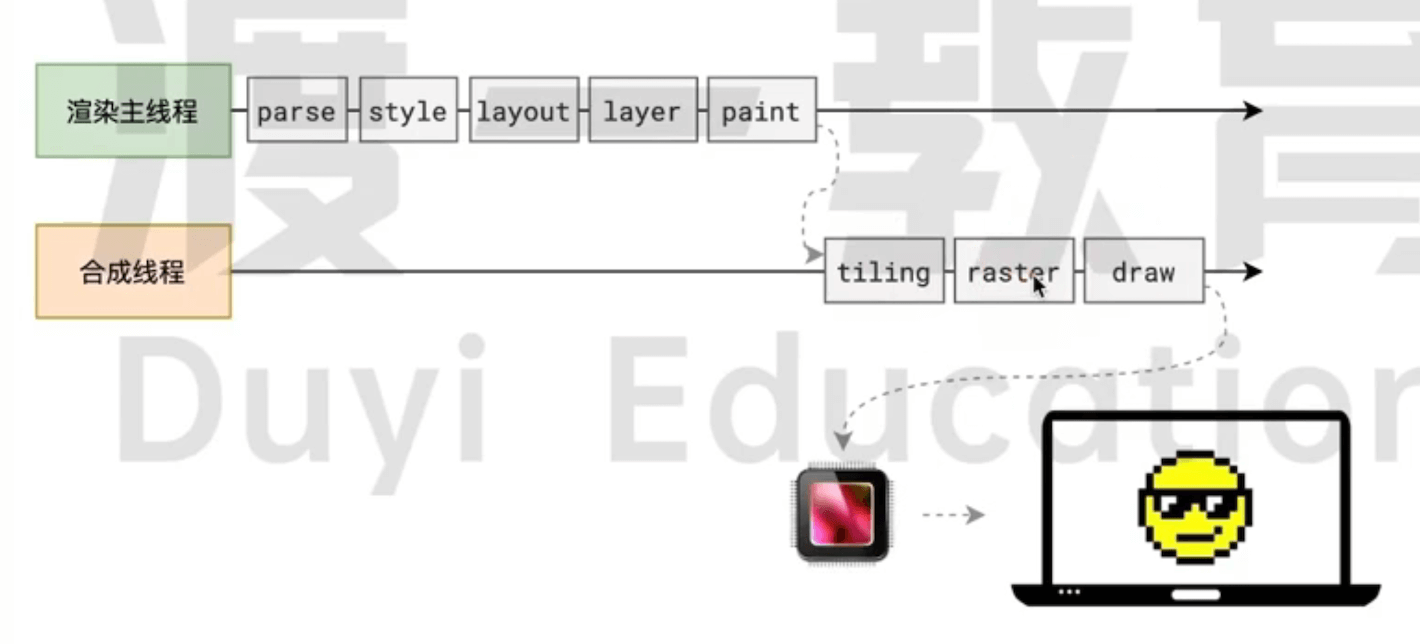 渡 教育
渲染主线程 parse style layout layer paint
合成线程 tiling raster draw
Duyi Education